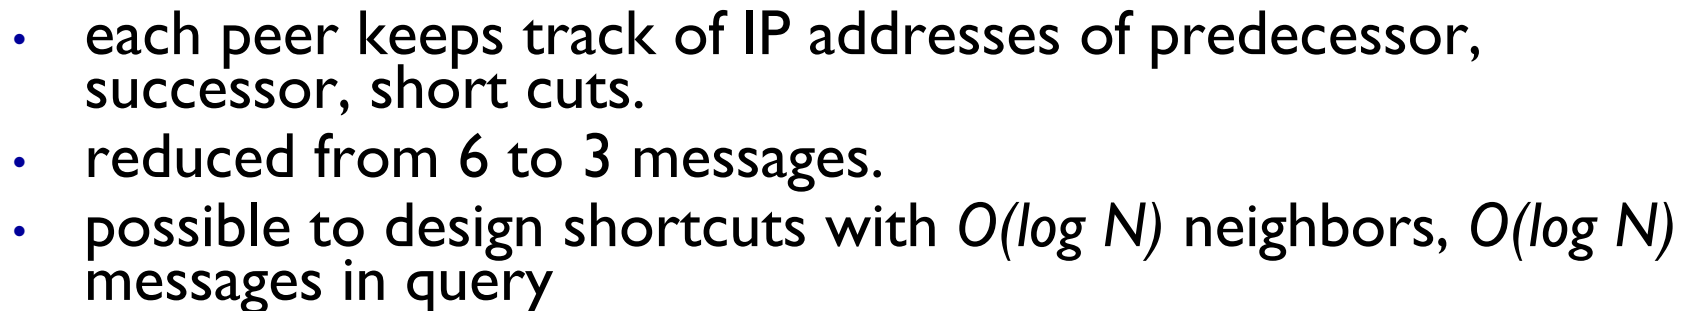 • each peer keeps track of IP addresses of predecessor,
successor, short cuts.
• reduced from 6 to 3 messages.
• possible to design shortcuts with O(log N) neighbors, O(log N)
messages in query